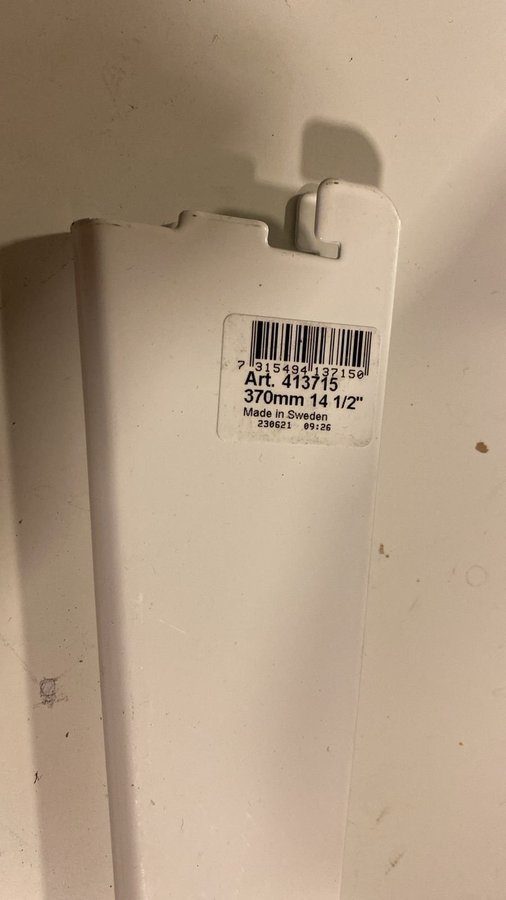 7 315494 137150
Art. 413715
370mm 14 1/2"
Made in Sweden
230621 09:26